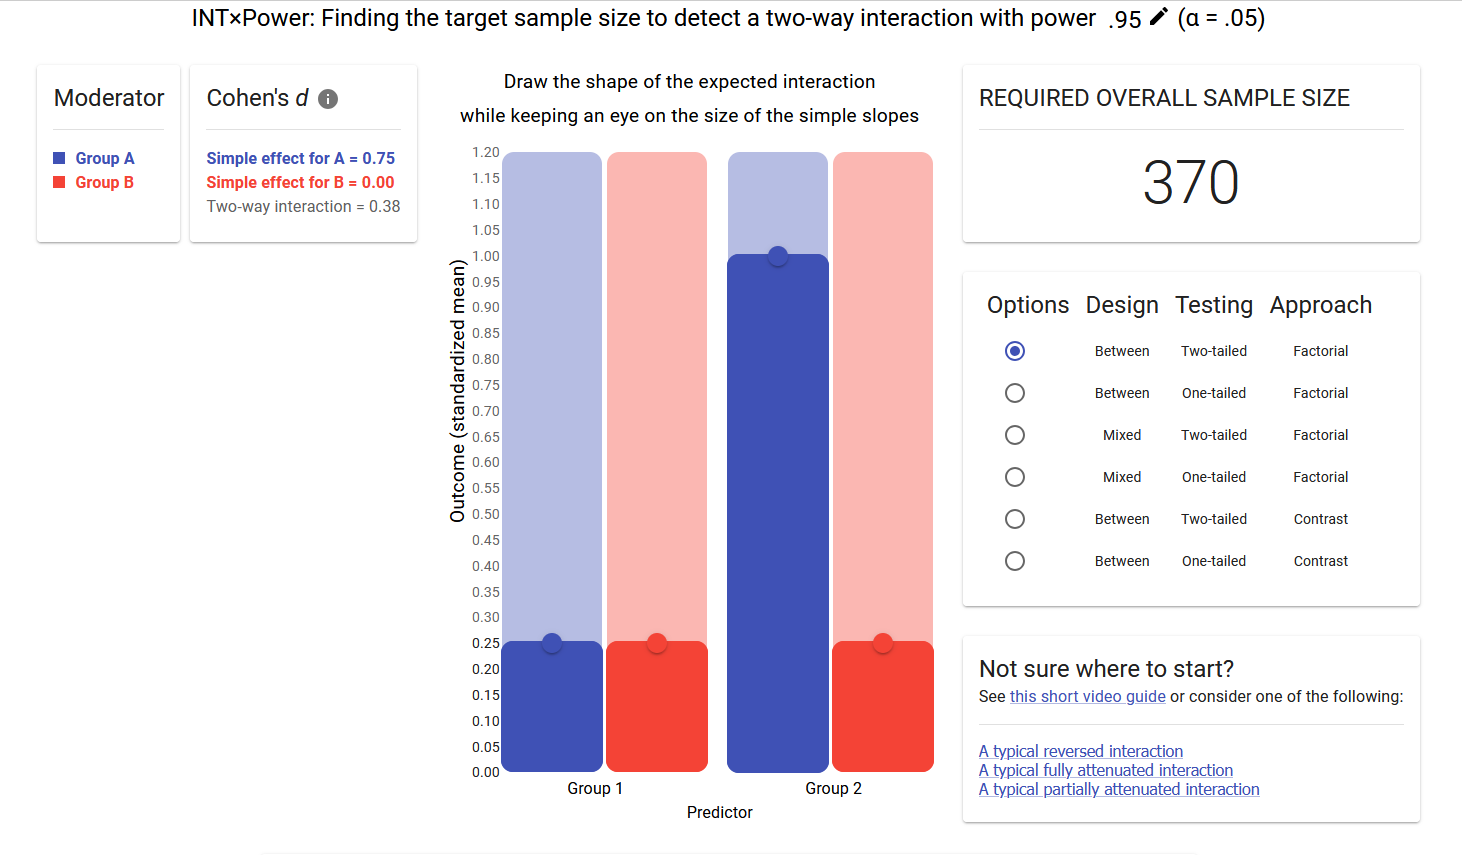 INT×Power: Finding the target sample size to detect a two-way interaction with power .95 (α = .05)
Moderator
Group A
Group B
Cohen's d
Simple effect for A = 0.75
Simple effect for B = 0.00
Two-way interaction = 0.38
Draw the shape of the expected interaction
while keeping an eye on the size of the simple slopes
Outcome (standardized mean)
1.20
1.15
1.10
1.05
1.00
0.95
0.90
0.85
0.80
0.75
0.70
0.65
0.60
0.55
0.50
0.45
0.40
0.35
0.30
0.25
0.20
0.15
0.10
0.05
0.00
Group 1 Group 2
Predictor
REQUIRED OVERALL SAMPLE SIZE
370
Options Design Testing Approach
Between Two-tailed Factorial
Between One-tailed Factorial
Mixed Two-tailed Factorial
Mixed One-tailed Factorial
Between Two-tailed Contrast
Between One-tailed Contrast
Not sure where to start?
See this short video guide or consider one of the following:
A typical reversed interaction
A typical fully attenuated interaction
A typical partially attenuated interaction